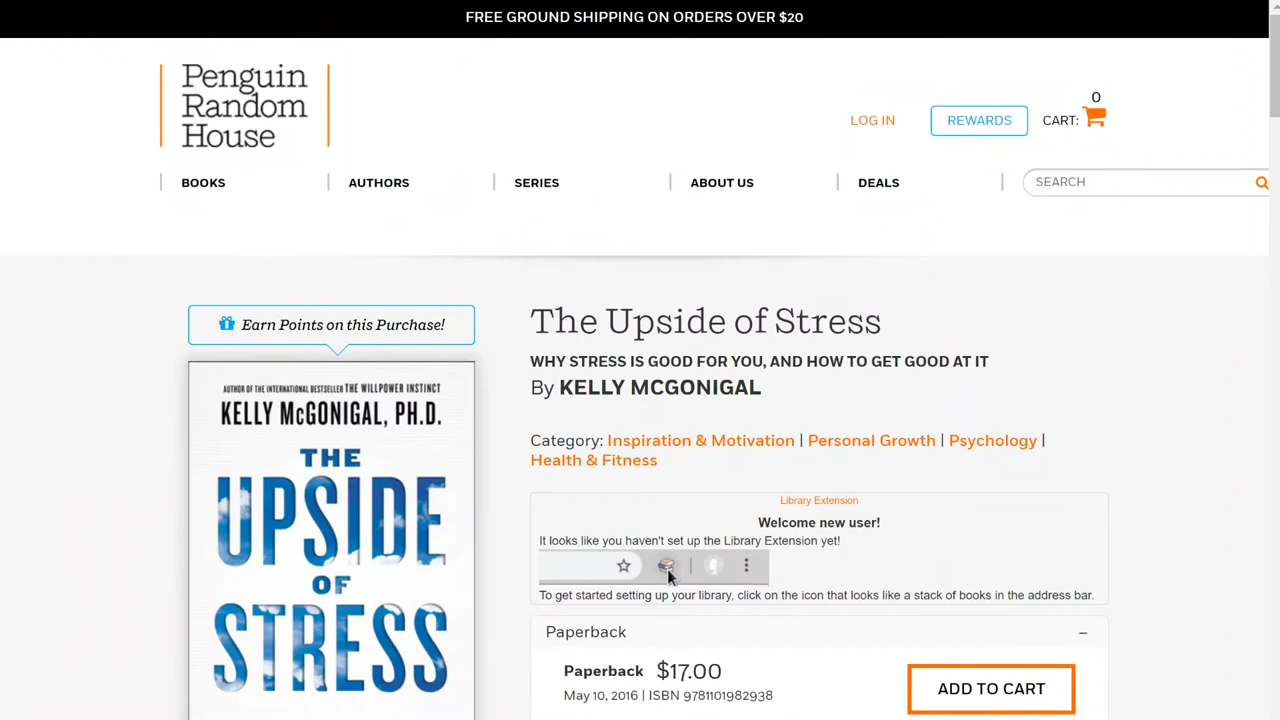 FREE GROUND SHIPPING ON ORDERS OVER $20
Penguin
Random
House
LOG IN
REWARDS
CART:
0
BOOKS
AUTHORS
SERIES
ABOUT US
DEALS
SEARCH
Earn Points on this Purchase!
AUTHOR OF THE INTERNATIONAL BESTSELLER THE WILLPOWER INSTINCT
KELLY McGONIGAL, PH.D.
THE
UPSIDE
OF
STRESS
The Upside of Stress
WHY STRESS IS GOOD FOR YOU, AND HOW TO GET GOOD AT IT
By KELLY MCGONIGAL
Category: Inspiration & Motivation | Personal Growth | Psychology |
Health & Fitness
Library Extension
Welcome new user!
It looks like you haven't set up the Library Extension yet!
To get started setting up your library, click on the icon that looks like a stack of books in the address bar.
Paperback –
Paperback $17.00
May 10, 2016 | ISBN 9781101982938
ADD TO CART